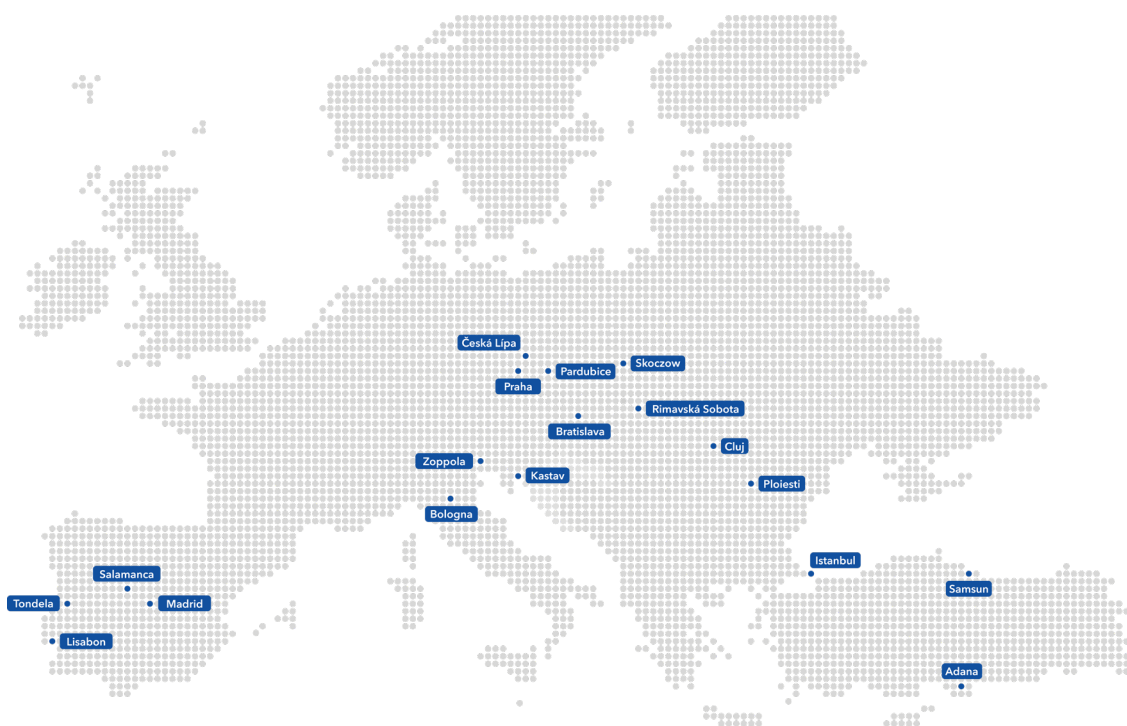 Česká Lípa
Skoczow
Pardubice
Praha
Rimavská Sobota
Bratislava
Cluj
Zoppola
Kastav
Ploiesti
Bologna
Istanbul
Salamanca
Samsun
Tondela
Madrid
Lisabon
Adana